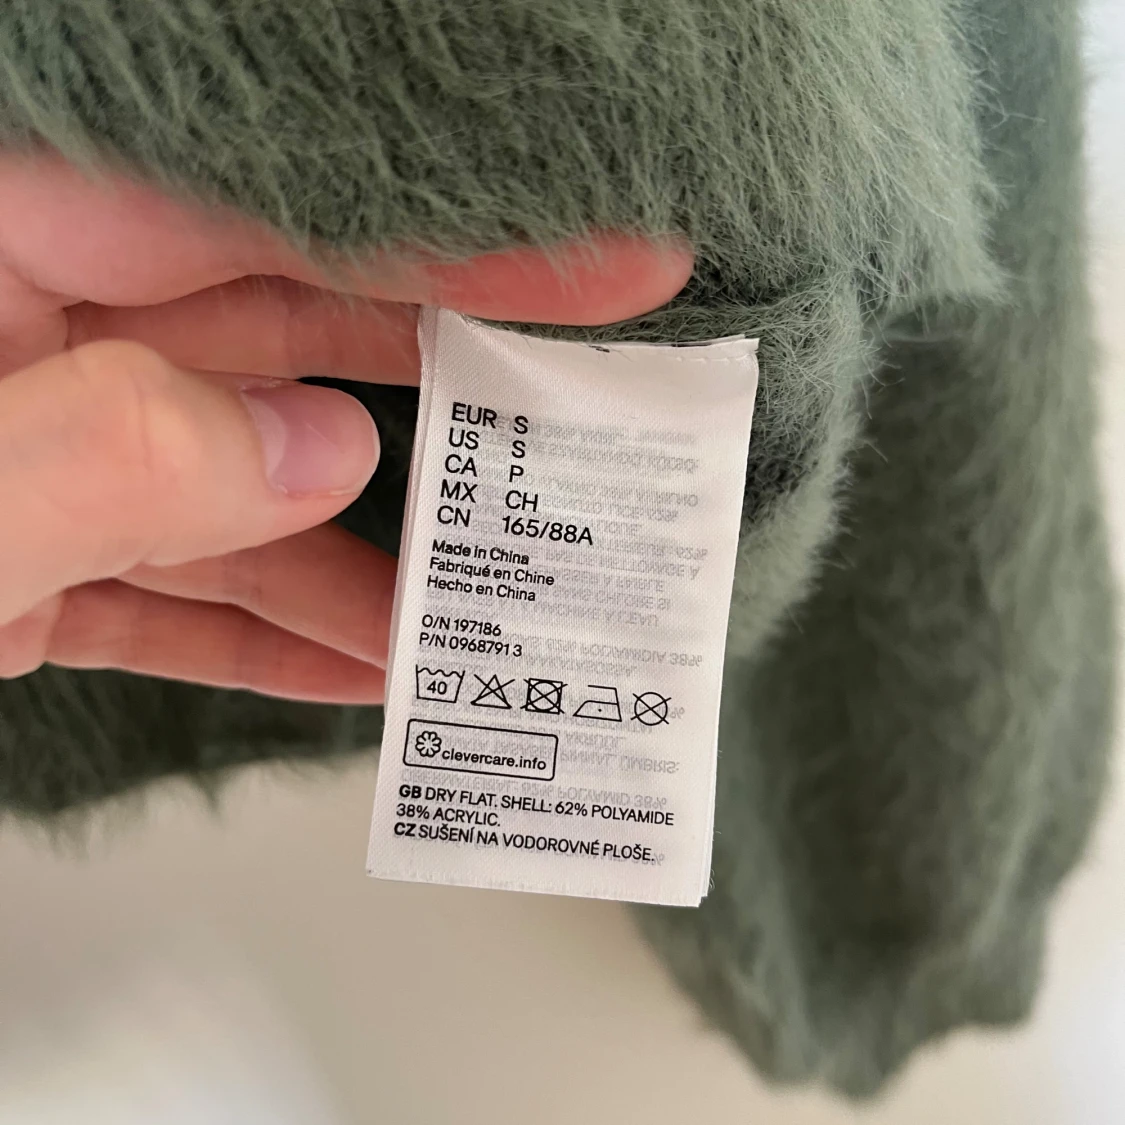 EUR S
US S
CA P
MX CH
CN 165/88A
Made in China
Fabriqué en Chine
Hecho en China
O/N 197186
P/N 09687913
40
clevercare.info
GB DRY FLAT. SHELL: 62% POLYAMIDE
38% ACRYLIC.
CZ SUŠENÍ NA VODOROVNÉ PLOŠE.